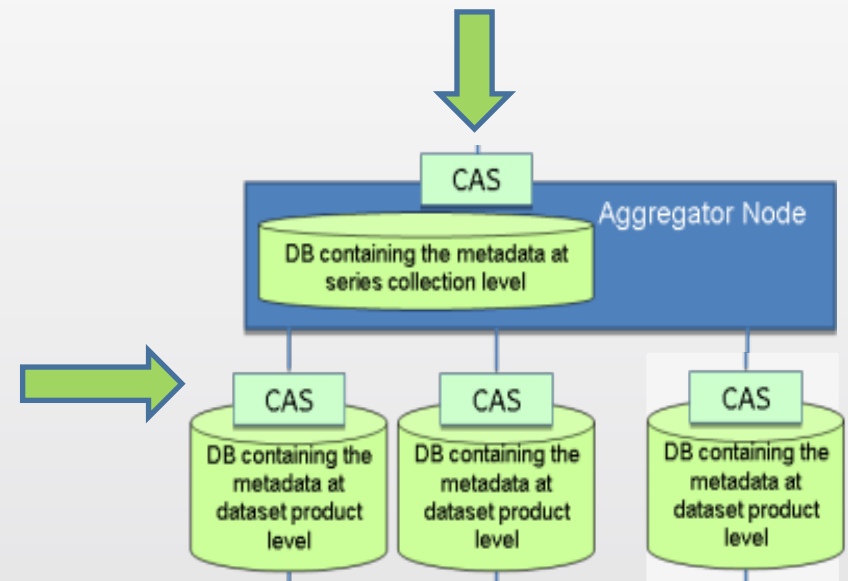 CAS
Aggregator Node
DB containing the metadata at
series collection level
CAS
DB containing the
metadata at
dataset product
level
CAS
DB containing the
metadata at
dataset product
level
CAS
DB containing the
metadata at
dataset product
level